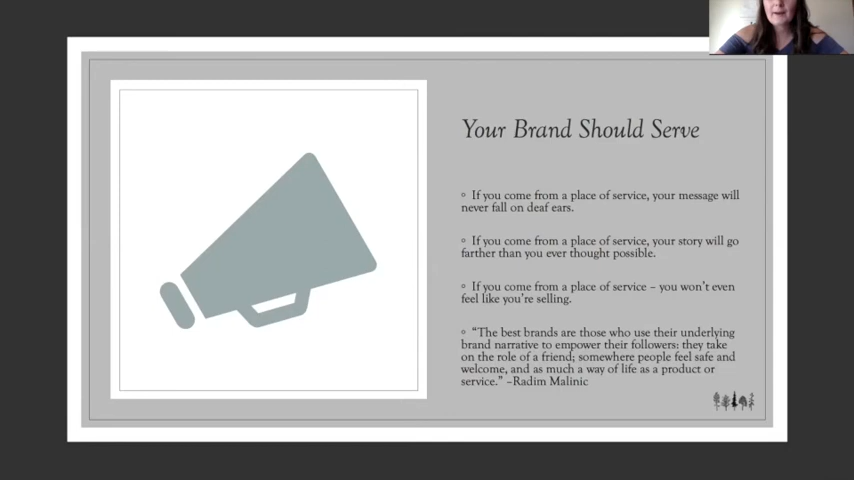 Your Brand Should Serve
◦ If you come from a place of service, your message will
never fall on deaf ears.
◦ If you come from a place of service, your story will go
farther than you ever thought possible.
◦ If you come from a place of service – you won't even
feel like you're selling.
◦ “The best brands are those who use their underlying
brand narrative to empower their followers: they take
on the role of a friend; somewhere people feel safe and
welcome, and as much a way of life as a product or
service.” –Radim Malinic